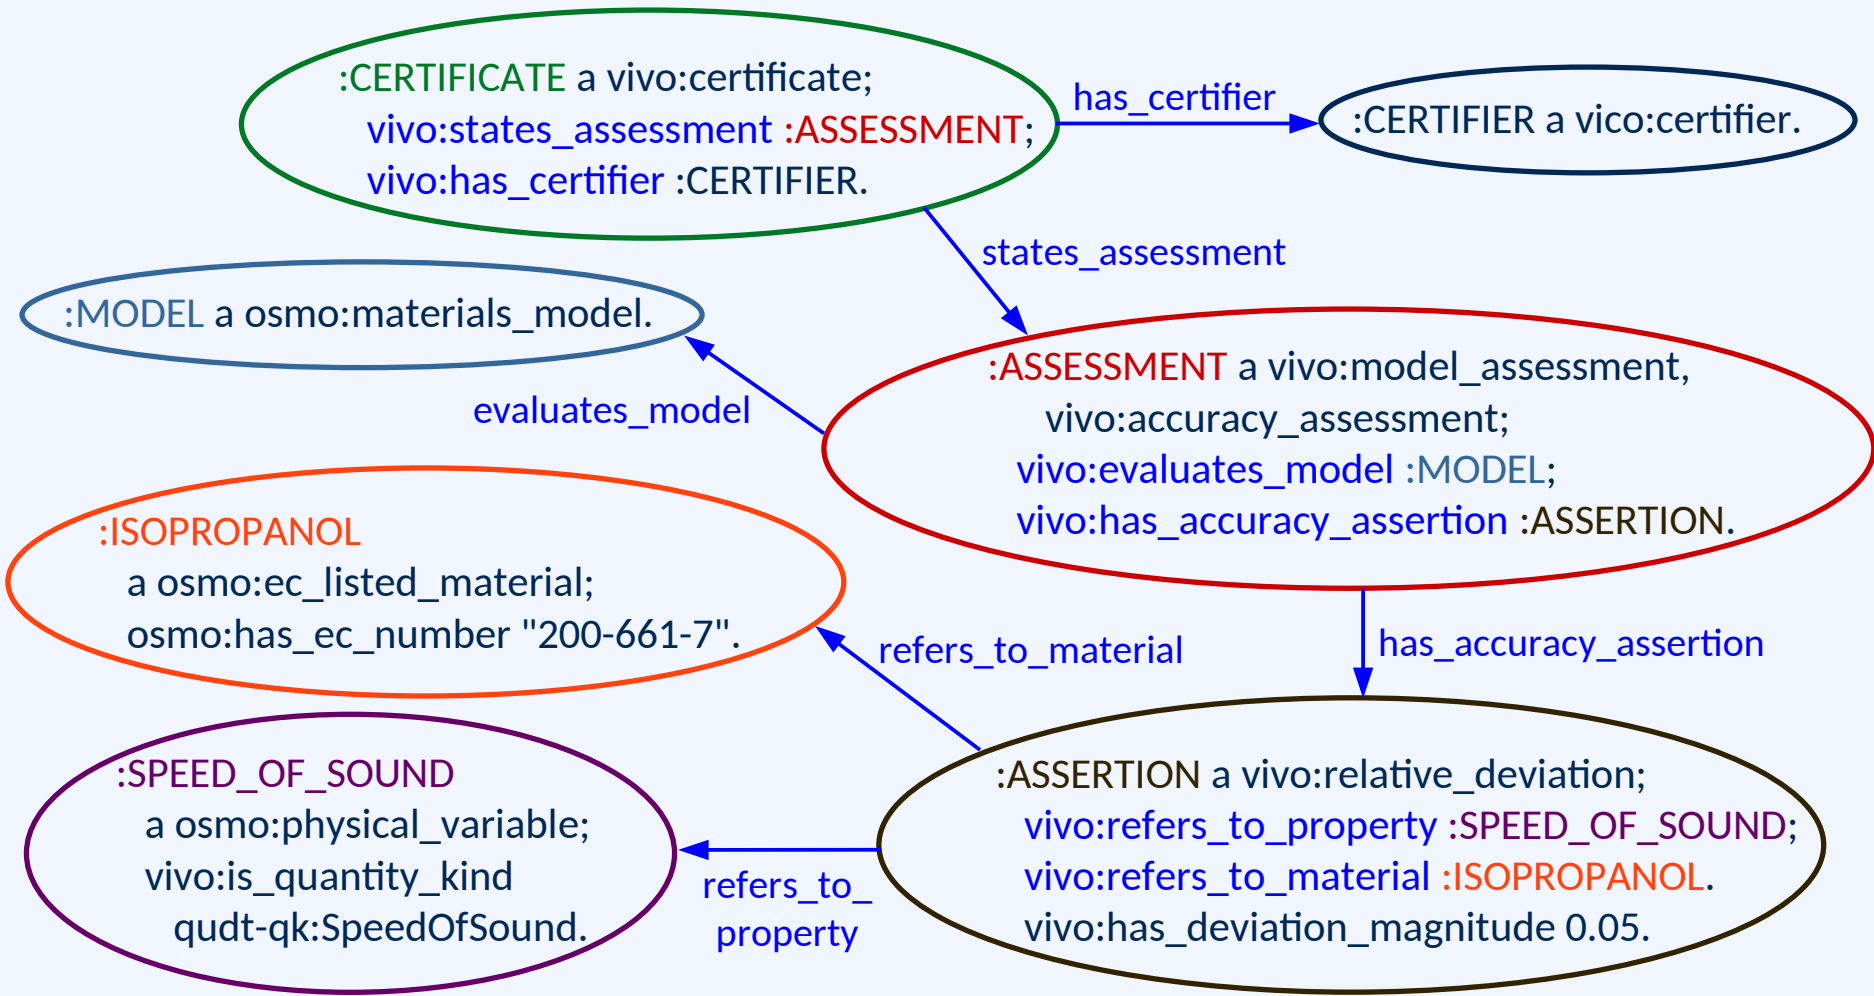 :CERTIFICATE a vivo:certificate;
vivo:states_assessment :ASSESSMENT;
vivo:has_certifier :CERTIFIER.
has_certifier
:CERTIFIER a vico:certifier.
states_assessment
:MODEL a osmo:materials_model.
evaluates_model
:ASSESSMENT a vivo:model_assessment,
vivo:accuracy_assessment;
vivo:evaluates_model :MODEL;
vivo:has_accuracy_assertion :ASSERTION.
:ISOPROPANOL
a osmo:ec_listed_material;
osmo:has_ec_number "200-661-7".
refers_to_material
has_accuracy_assertion
:SPEED_OF_SOUND
a osmo:physical_variable;
vivo:is_quantity_kind
qudt-qk:SpeedOfSound.
refers_to_
property
:ASSERTION a vivo:relative_deviation;
vivo:refers_to_property :SPEED_OF_SOUND;
vivo:refers_to_material :ISOPROPANOL.
vivo:has_deviation_magnitude 0.05.